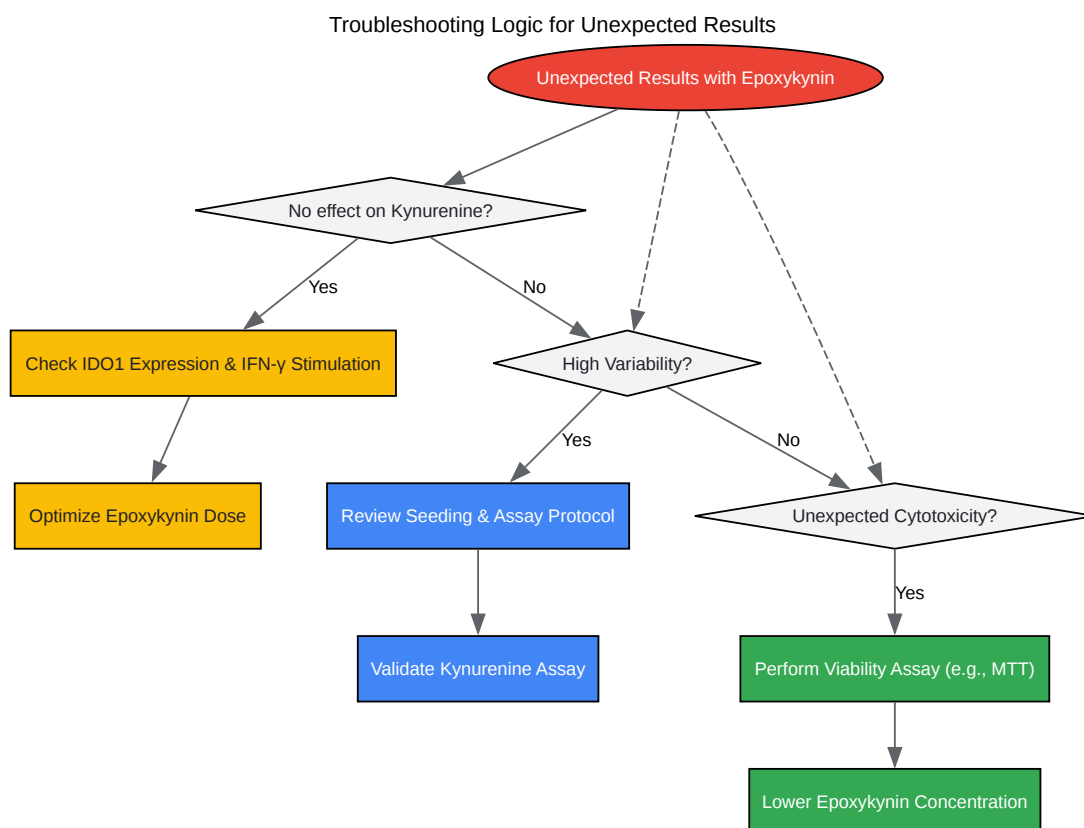 Troubleshooting Logic for Unexpected Results
Unexpected Results with Epoxykynin
No effect on Kynurenine?
Yes
No
Check IDO1 Expression & IFN-γ Stimulation
High Variability?
Yes
No
Optimize Epoxykynin Dose
Review Seeding & Assay Protocol
Unexpected Cytotoxicity?
Yes
Validate Kynurenine Assay
Perform Viability Assay (e.g., MTT)
Lower Epoxykynin Concentration